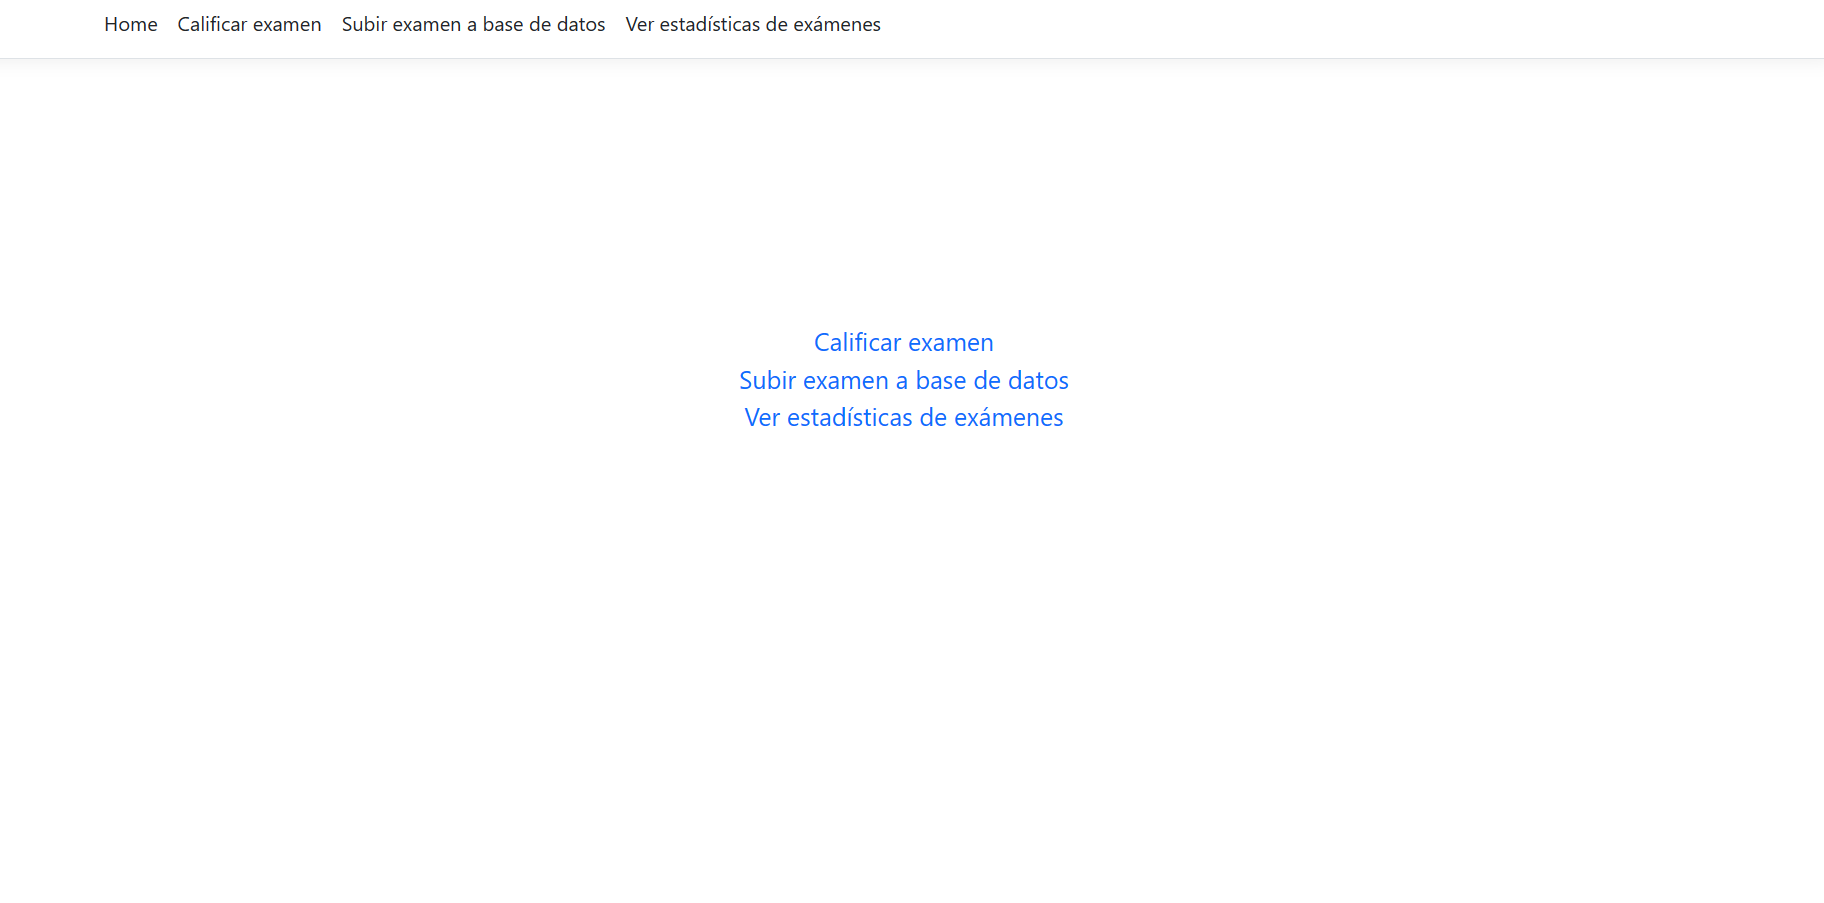 Home Calificar examen Subir examen a base de datos Ver estadísticas de exámenes
Calificar examen
Subir examen a base de datos
Ver estadísticas de exámenes